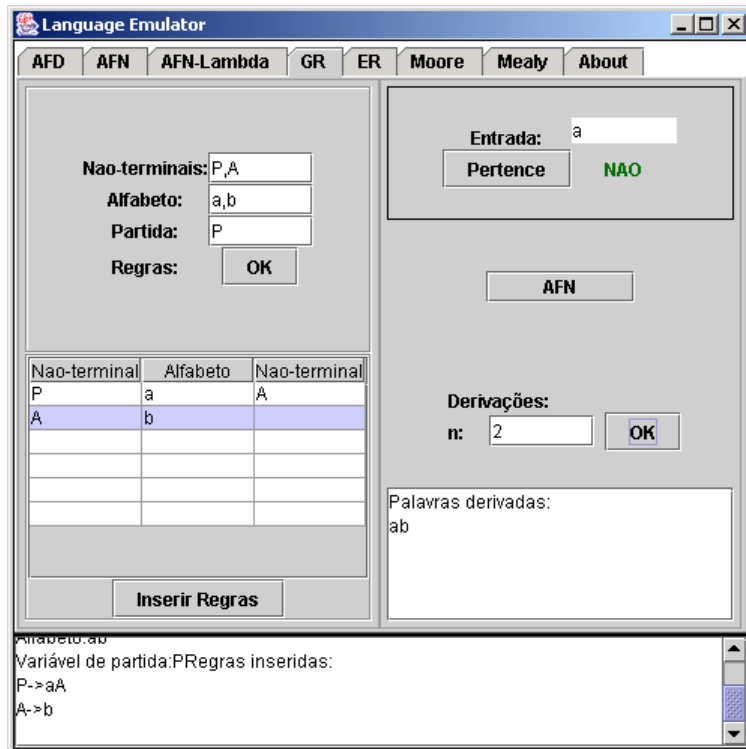 Language Emulator
AFD AFN AFN-Lambda GR ER Moore Mealy About
Nao-terminais: P,A
Alfabeto: a,b
Partida: P
Regras: OK
Nao-terminal Alfabeto Nao-terminal
P a A
A b
Inserir Regras
Entrada: a
Pertence NAO
AFN
Derivações:
n: 2 OK
Palavras derivadas:
ab
Alfabeto:ab
Variável de partida:PRegras inseridas:
P->aA
A->b